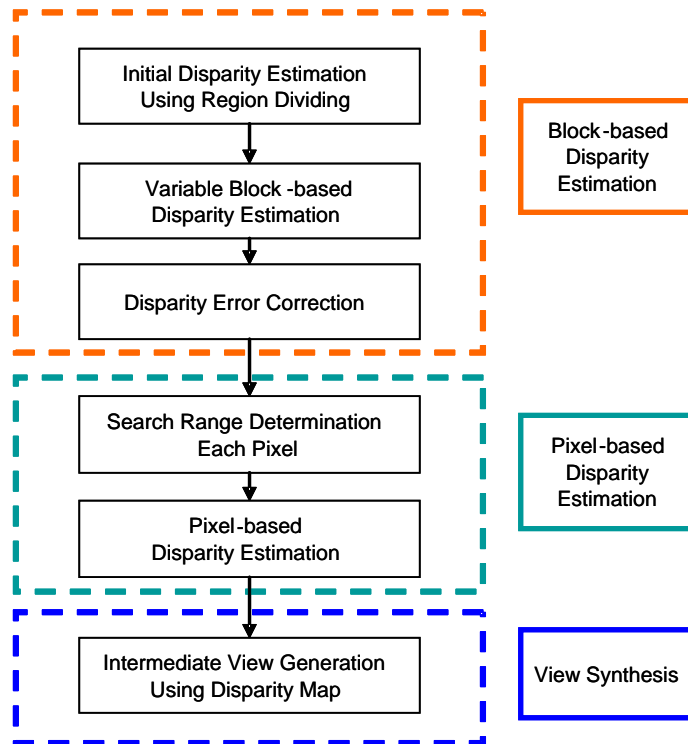 Initial Disparity Estimation
Using Region Dividing
Block-based
Disparity
Estimation
Variable Block -based
Disparity Estimation
Disparity Error Correction
Search Range Determination
Each Pixel
Pixel-based
Disparity
Estimation
Pixel-based
Disparity Estimation
Intermediate View Generation
Using Disparity Map
View Synthesis